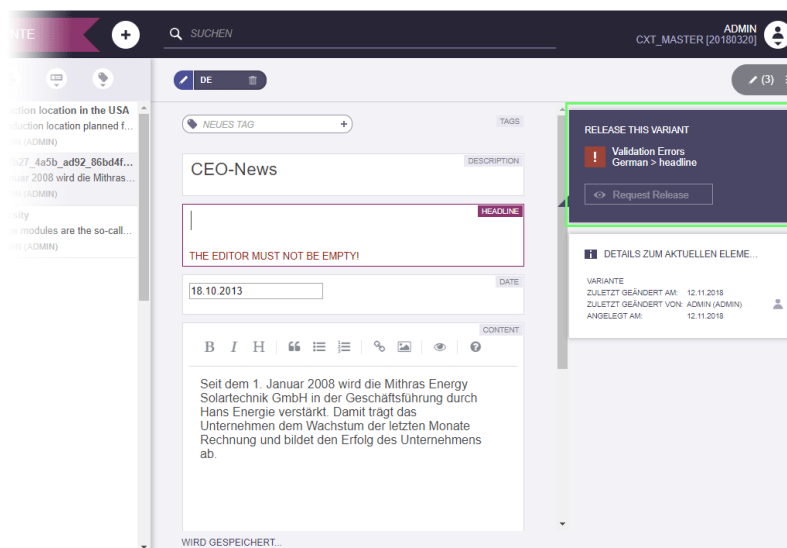 NTE
SUCHEN
ADMIN
CXT_MASTER [20180320]
DE
(3)
ction location in the USA
duction location planned f...
(ADMIN)
b27_4a5b_ad92_86bd4f...
uar 2008 wird die Mithras...
(ADMIN)
sity
modules are the so-call...
(ADMIN)
NEUES TAG
+
TAGS
DESCRIPTION
CEO-News
HEADLINE
THE EDITOR MUST NOT BE EMPTY!
DATE
18.10.2013
CONTENT
B I H
Seit dem 1. Januar 2008 wird die Mithras Energy
Solartechnik GmbH in der Geschäftsführung durch
Hans Energie verstärkt. Damit trägt das
Unternehmen dem Wachstum der letzten Monate
Rechnung und bildet den Erfolg des Unternehmens
ab.
WIRD GESPEICHERT...
RELEASE THIS VARIANT
Validation Errors
German > headline
Request Release
DETAILS ZUM AKTUELLEN ELEME...
VARIANTE
ZULETZT GEÄNDERT AM: 12.11.2018
ZULETZT GEÄNDERT VON: ADMIN (ADMIN)
ANGELEGT AM: 12.11.2018